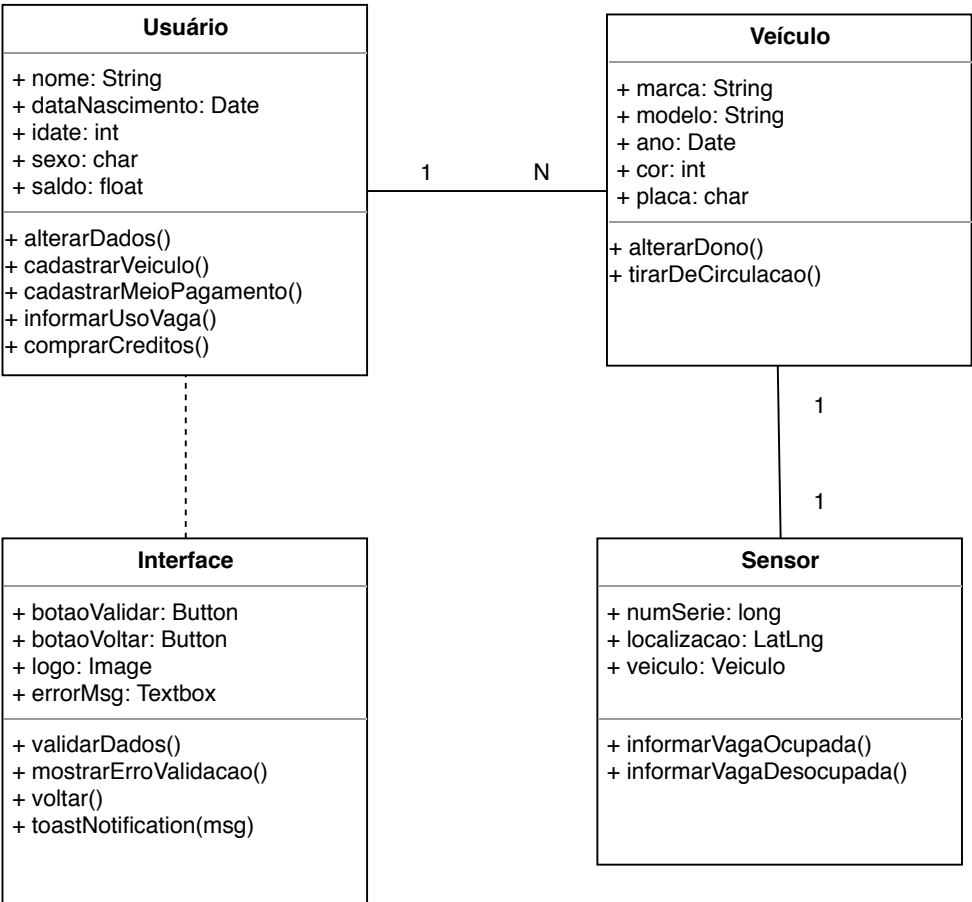 Usuário
+ nome: String
+ dataNascimento: Date
+ idate: int
+ sexo: char
+ saldo: float
+ alterarDados()
+ cadastrarVeiculo()
+ cadastrarMeioPagamento()
+ informarUsoVaga()
+ comprarCreditos()
1
N
Veículo
+ marca: String
+ modelo: String
+ ano: Date
+ cor: int
+ placa: char
+ alterarDono()
+ tirarDeCirculacao()
1
1
Interface
+ botaoValidar: Button
+ botaoVoltar: Button
+ logo: Image
+ errorMsg: Textbox
+ validarDados()
+ mostrarErroValidacao()
+ voltar()
+ toastNotification(msg)
Sensor
+ numSerie: long
+ localizacao: LatLng
+ veiculo: Veiculo
+ informarVagaOcupada()
+ informarVagaDesocupada()